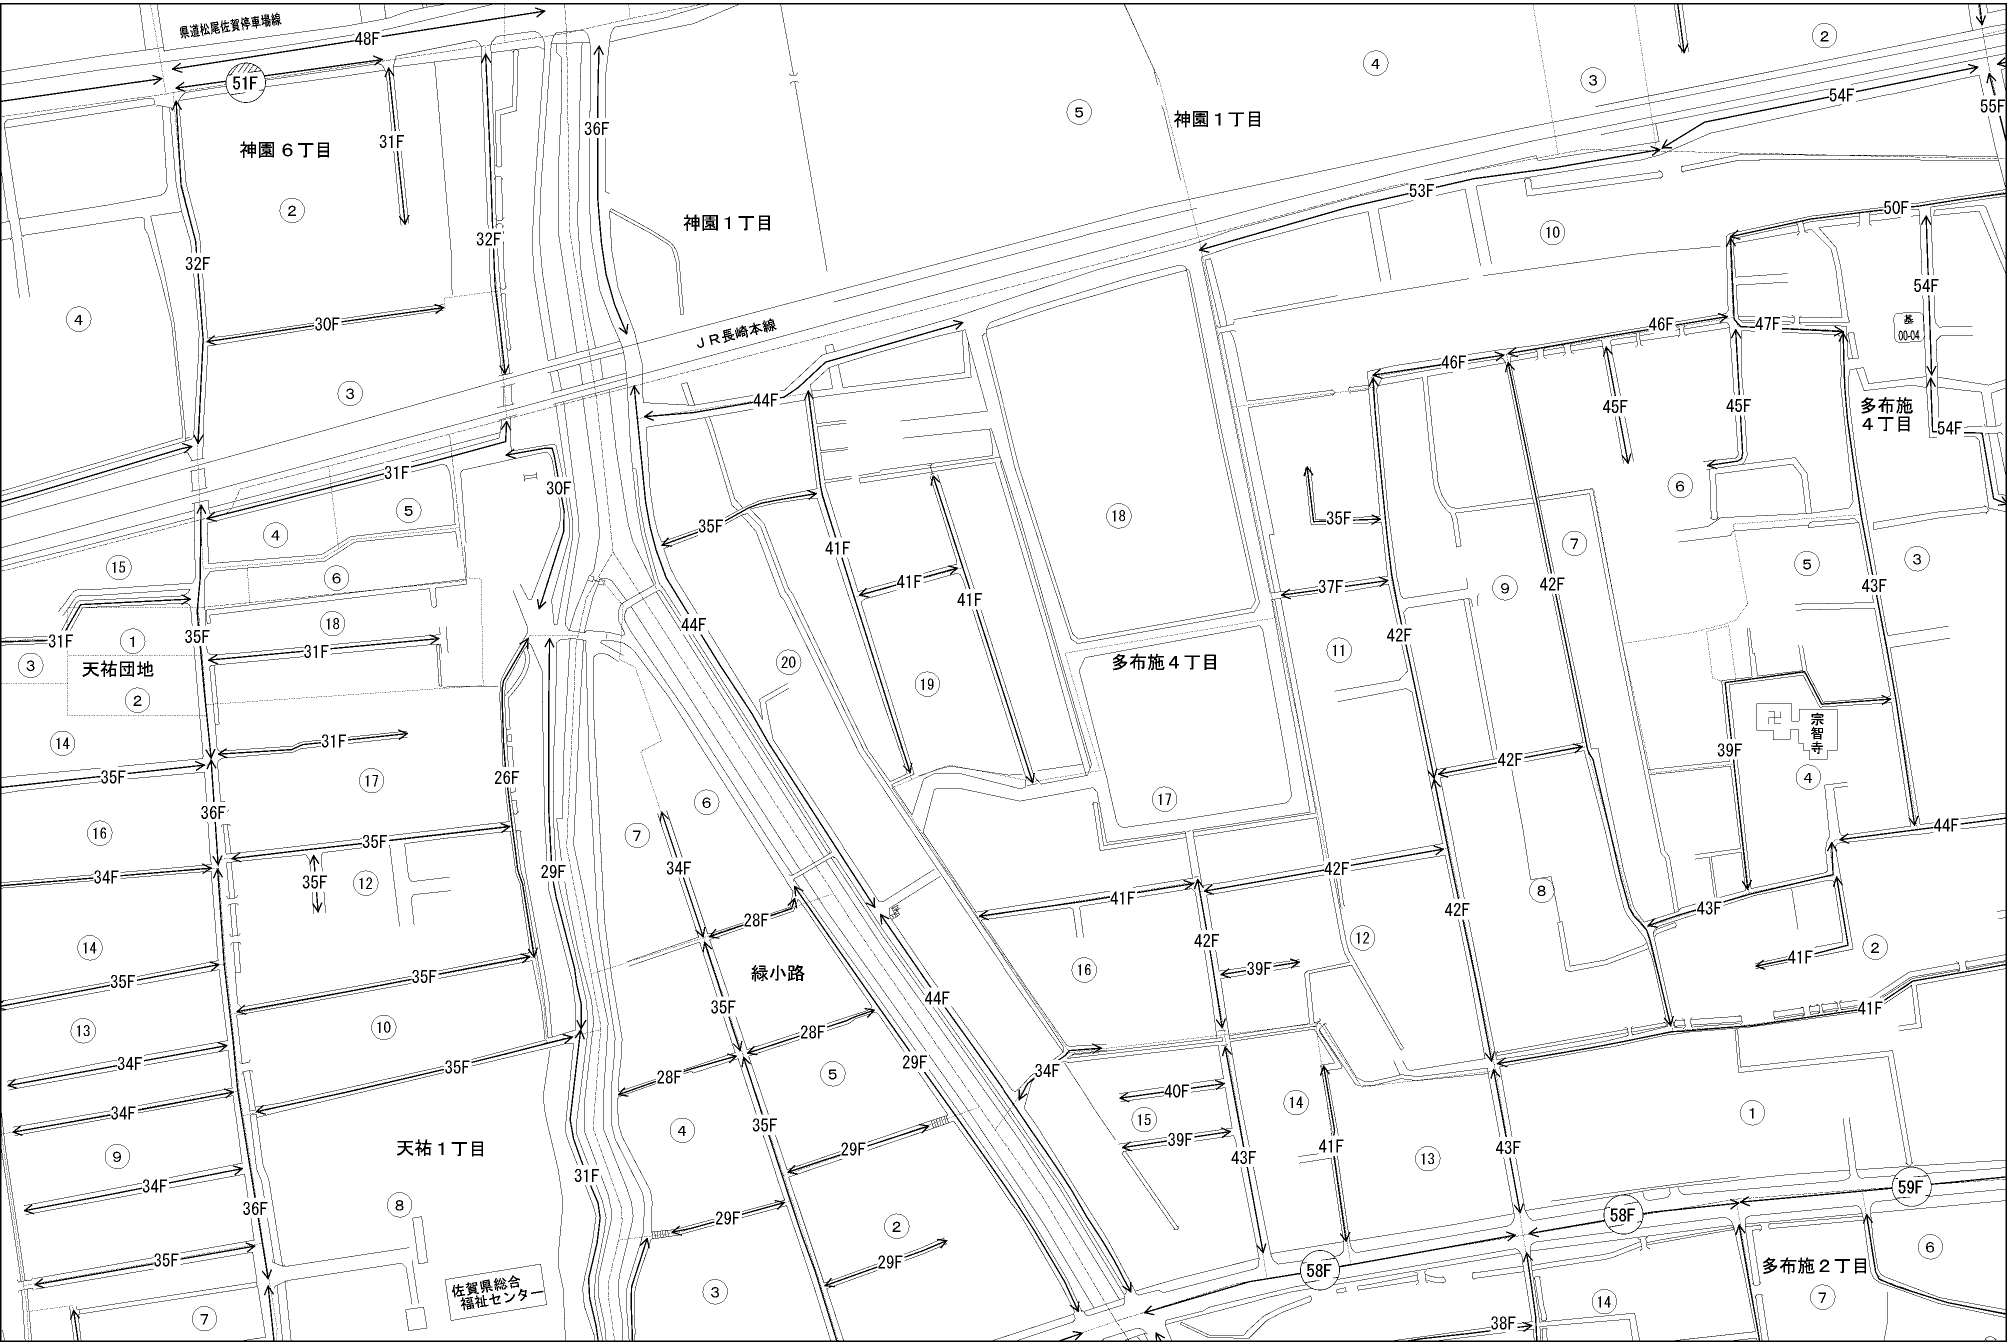 県道松尾佐賀停車場線
48F
②
④
51F
③
54F
55F
⑤
神園１丁目
36F
31F
神園６丁目
53F
②
50F
神園１丁目
⑩
32F
32F
54F
④
30F
46F
47F
基
00-04
ＪＲ長崎本線
46F
③
44F
45F
45F
多布施
４丁目
54F
31F
30F
⑥
⑤
⑱
35F
35F
④
41F
⑦
⑮
⑥
41F
37F
⑨
42F
⑤
③
43F
41F
⑱
44F
31F
①
35F
31F
42F
⑪
③
天祐団地
⑳
多布施４丁目
②
⑲
宗智寺
⑭
31F
39F
35F
26F
⑰
42F
④
⑥
⑰
36F
⑯
⑦
44F
35F
29F
34F
42F
34F
35F
⑫
⑧
41F
42F
43F
28F
⑫
42F
⑭
②
41F
緑小路
39F
35F
35F
⑯
44F
35F
41F
⑬
⑩
28F
29F
34F
35F
34F
28F
⑤
40F
34F
⑭
①
⑮
④
35F
39F
41F
43F
天祐１丁目
29F
43F
⑨
⑬
34F
31F
59F
⑧
36F
29F
②
58F
⑥
35F
29F
58F
多布施２丁目
佐賀県総合
福祉センター
③
⑦
⑭
⑦
38F